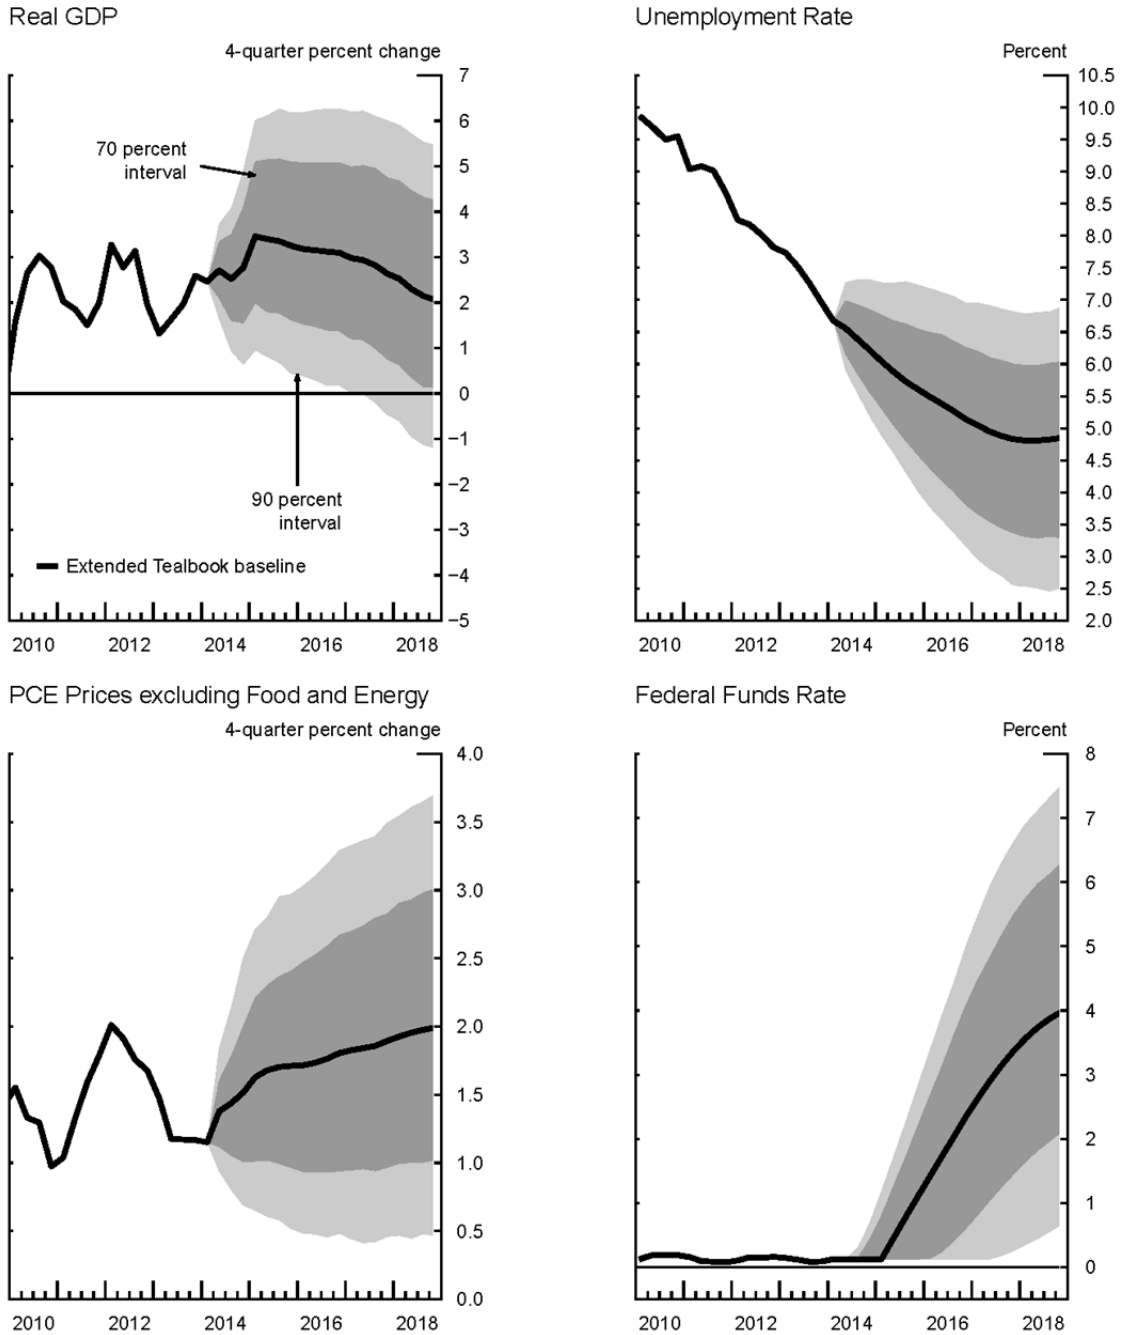 Real GDP
4-quarter percent change
7
6
5
4
3
2
1
0
−1
−2
−3
−4
−5
70 percent
interval
90 percent
interval
Extended Tealbook baseline
2010 2012 2014 2016 2018
Unemployment Rate
Percent
10.5
10.0
9.5
9.0
8.5
8.0
7.5
7.0
6.5
6.0
5.5
5.0
4.5
4.0
3.5
3.0
2.5
2.0
2010 2012 2014 2016 2018
PCE Prices excluding Food and Energy
4-quarter percent change
4.0
3.5
3.0
2.5
2.0
1.5
1.0
0.5
0.0
2010 2012 2014 2016 2018
Federal Funds Rate
Percent
8
7
6
5
4
3
2
1
0
2010 2012 2014 2016 2018